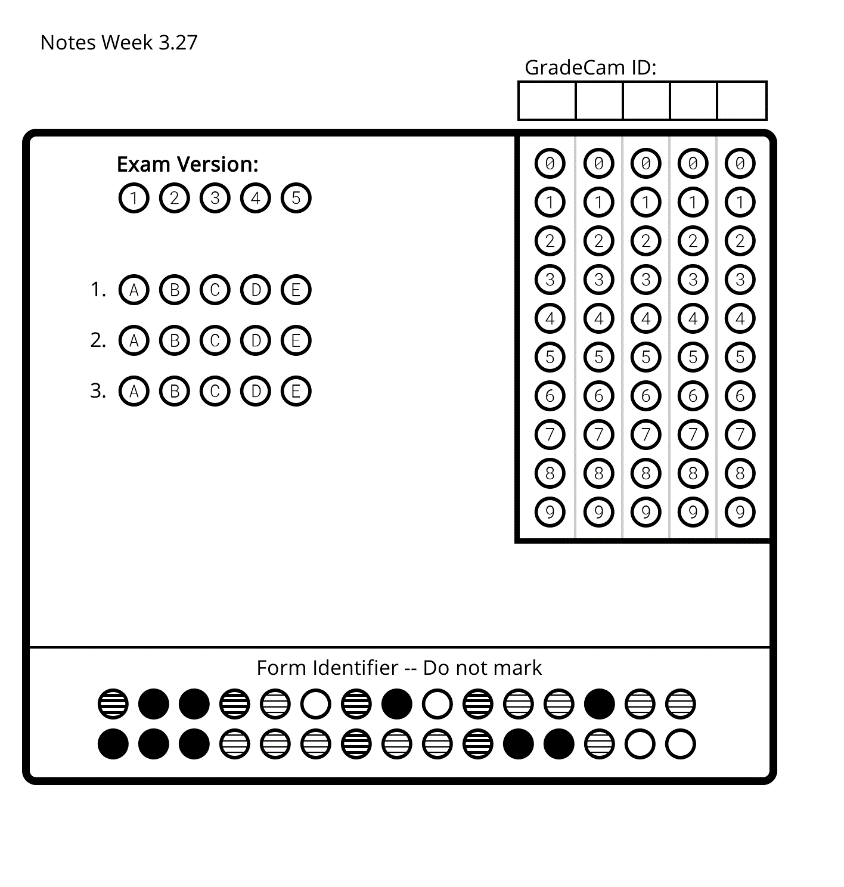 Notes Week 3.27
GradeCam ID:
Exam Version:
1 2 3 4 5
1. A B C D E
2. A B C D E
3. A B C D E
0 0 0 0 0
1 1 1 1 1
2 2 2 2 2
3 3 3 3 3
4 4 4 4 4
5 5 5 5 5
6 6 6 6 6
7 7 7 7 7
8 8 8 8 8
9 9 9 9 9
Form Identifier -- Do not mark